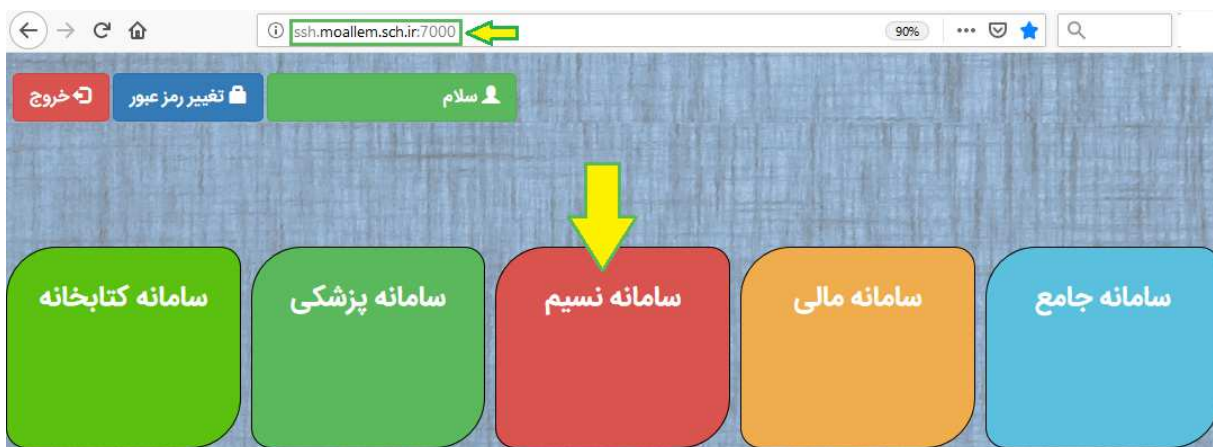 ssh.moallem.sch.ir:7000 90%
سلام تغییر رمز عبور خروج
سامانه جامع سامانه مالی سامانه نسیم سامانه پزشکی سامانه کتابخانه